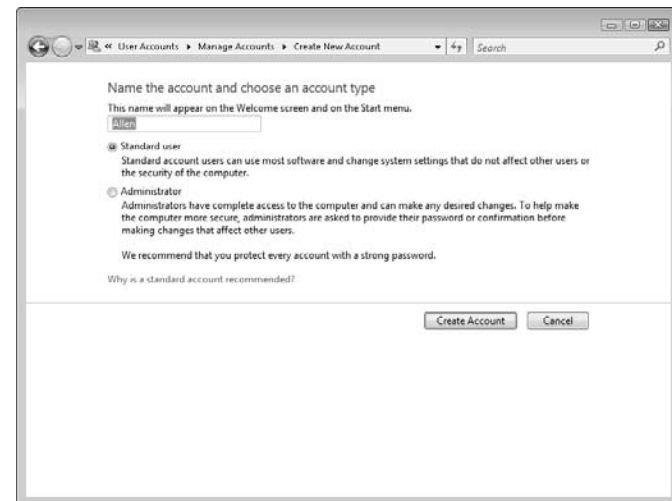 « User Accounts ▸ Manage Accounts ▸ Create New Account Search
Name the account and choose an account type
This name will appear on the Welcome screen and on the Start menu.
Allen
Standard user
Standard account users can use most software and change system settings that do not affect other users or
the security of the computer.
Administrator
Administrators have complete access to the computer and can make any desired changes. To help make
the computer more secure, administrators are asked to provide their password or confirmation before
making changes that affect other users.
We recommend that you protect every account with a strong password.
Why is a standard account recommended?
Create Account Cancel